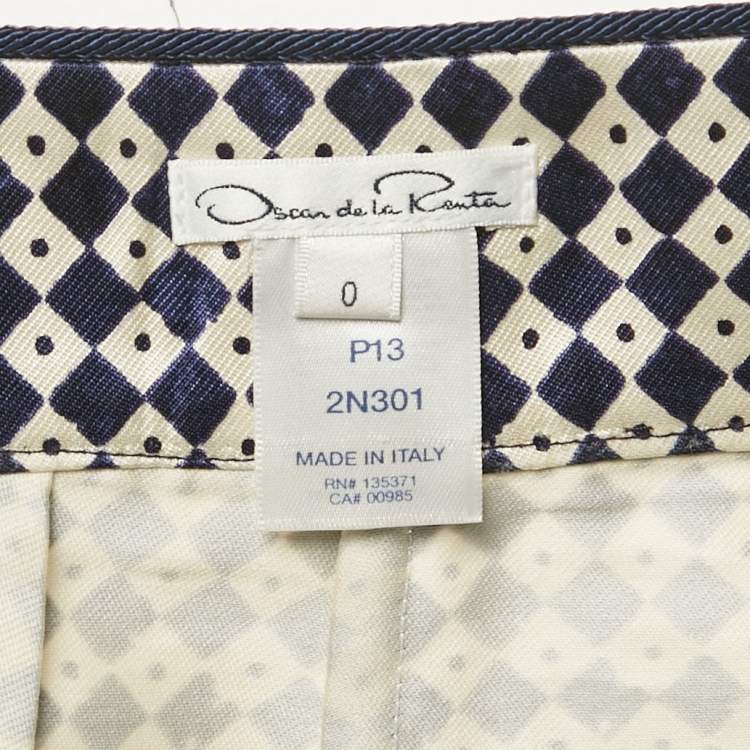 Oscar de la Renta
0
P13
2N301
MADE IN ITALY
RN# 135371
CA# 00985